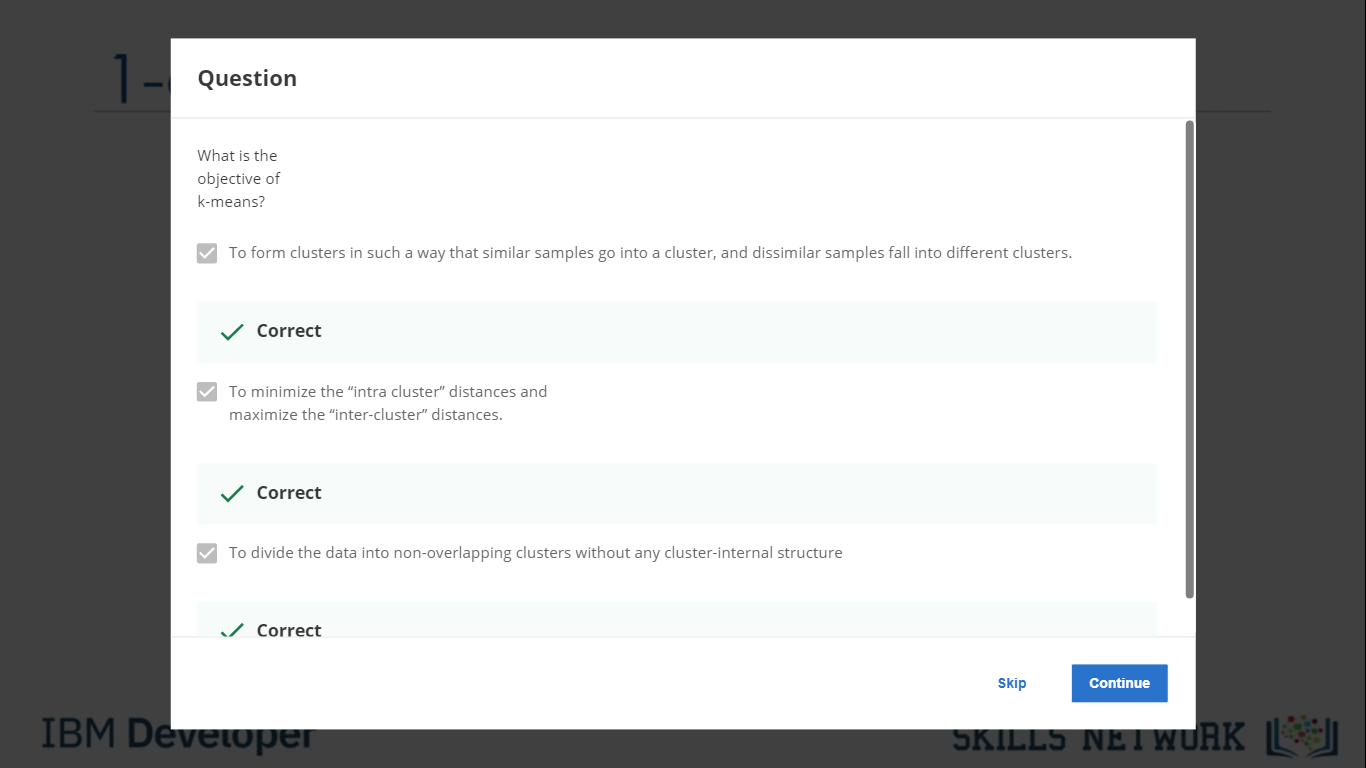 1-
Question
What is the
objective of
k-means?
To form clusters in such a way that similar samples go into a cluster, and dissimilar samples fall into different clusters.
Correct
To minimize the “intra cluster” distances and
maximize the “inter-cluster” distances.
Correct
To divide the data into non-overlapping clusters without any cluster-internal structure
Correct
Skip
Continue
IBM Developer
SKILLS NETWORK